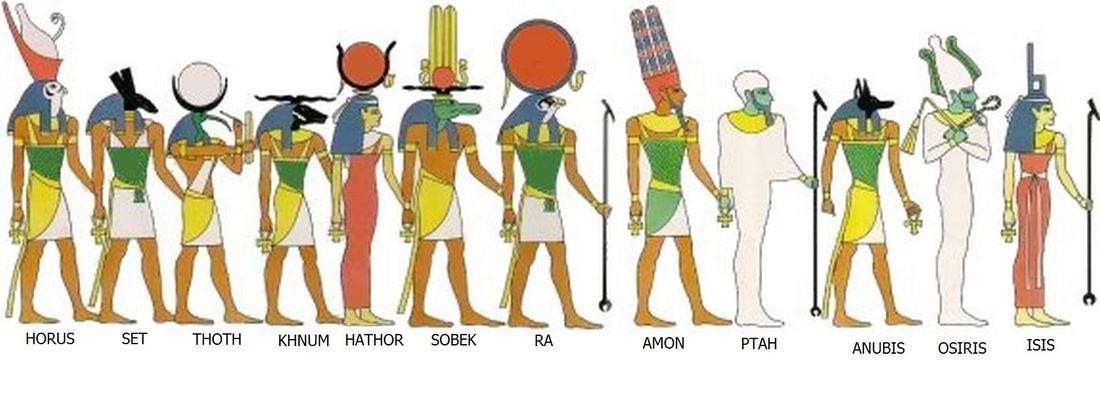 HORUS SET THOTH KHNUM HATHOR SOBEK RA AMON PTAH ANUBIS OSIRIS ISIS